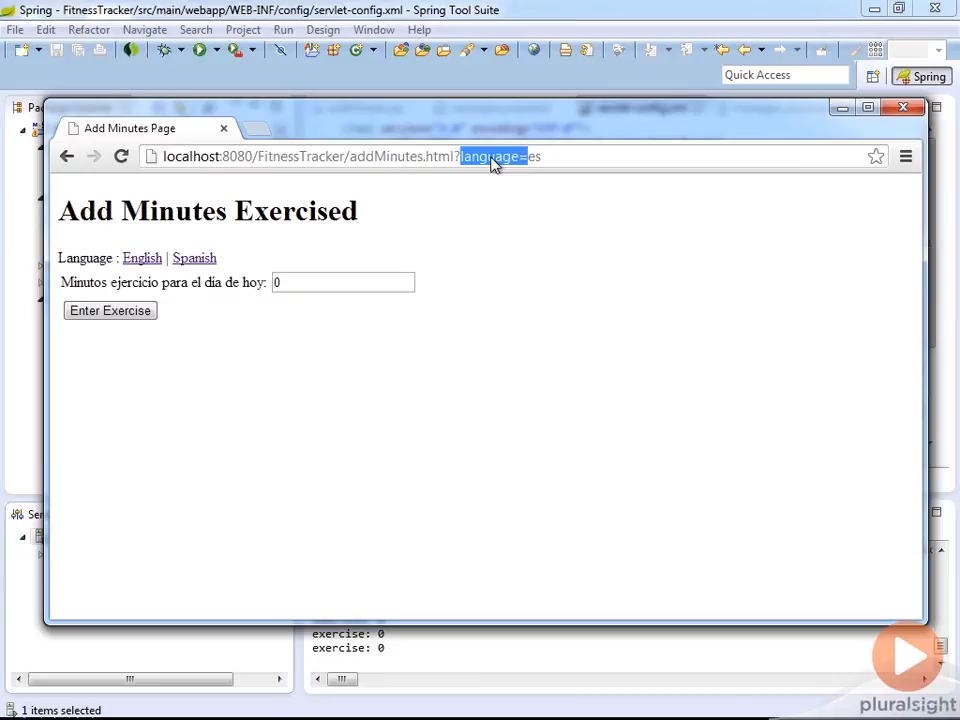 Spring - FitnessTracker/src/main/webapp/WEB-INF/config/servlet-config.xml - Spring Tool Suite
File Edit Refactor Navigate Search Project Run Design Window Help
Quick Access
Spring
Add Minutes Page
localhost:8080/FitnessTracker/addMinutes.html?language=es
Add Minutes Exercised
Language : English | Spanish
Minutos ejercicio para el día de hoy: 0
Enter Exercise
exercise: 0
exercise: 0
1 items selected
pluralsight